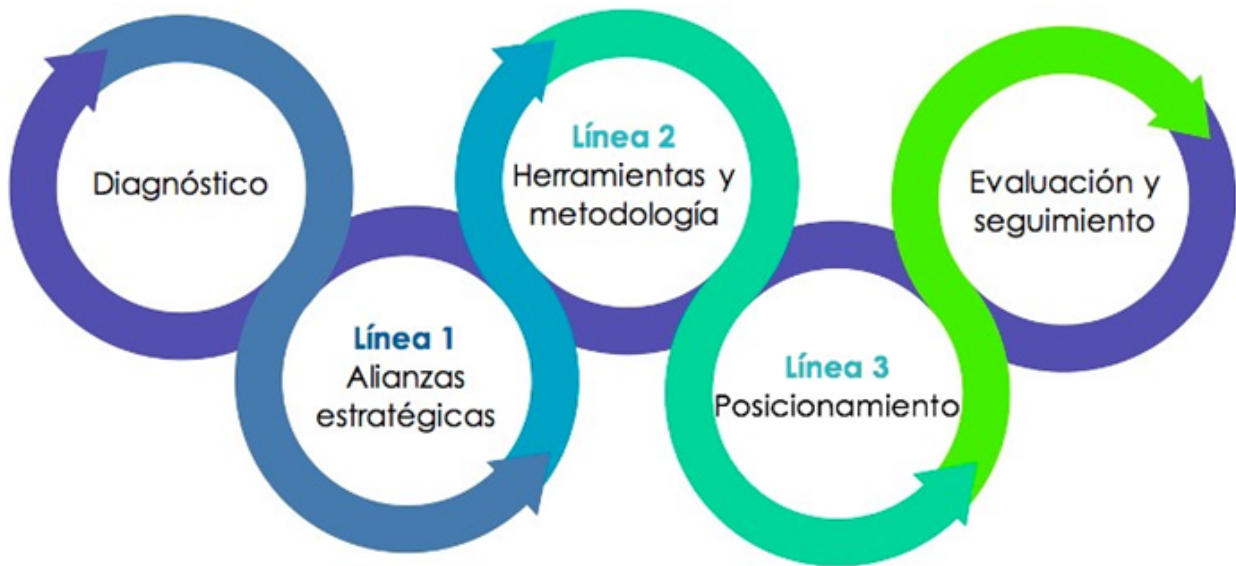 Diagnóstico
Línea 1
Alianzas
estratégicas
Línea 2
Herramientas y
metodología
Línea 3
Posicionamiento
Evaluación y
seguimiento